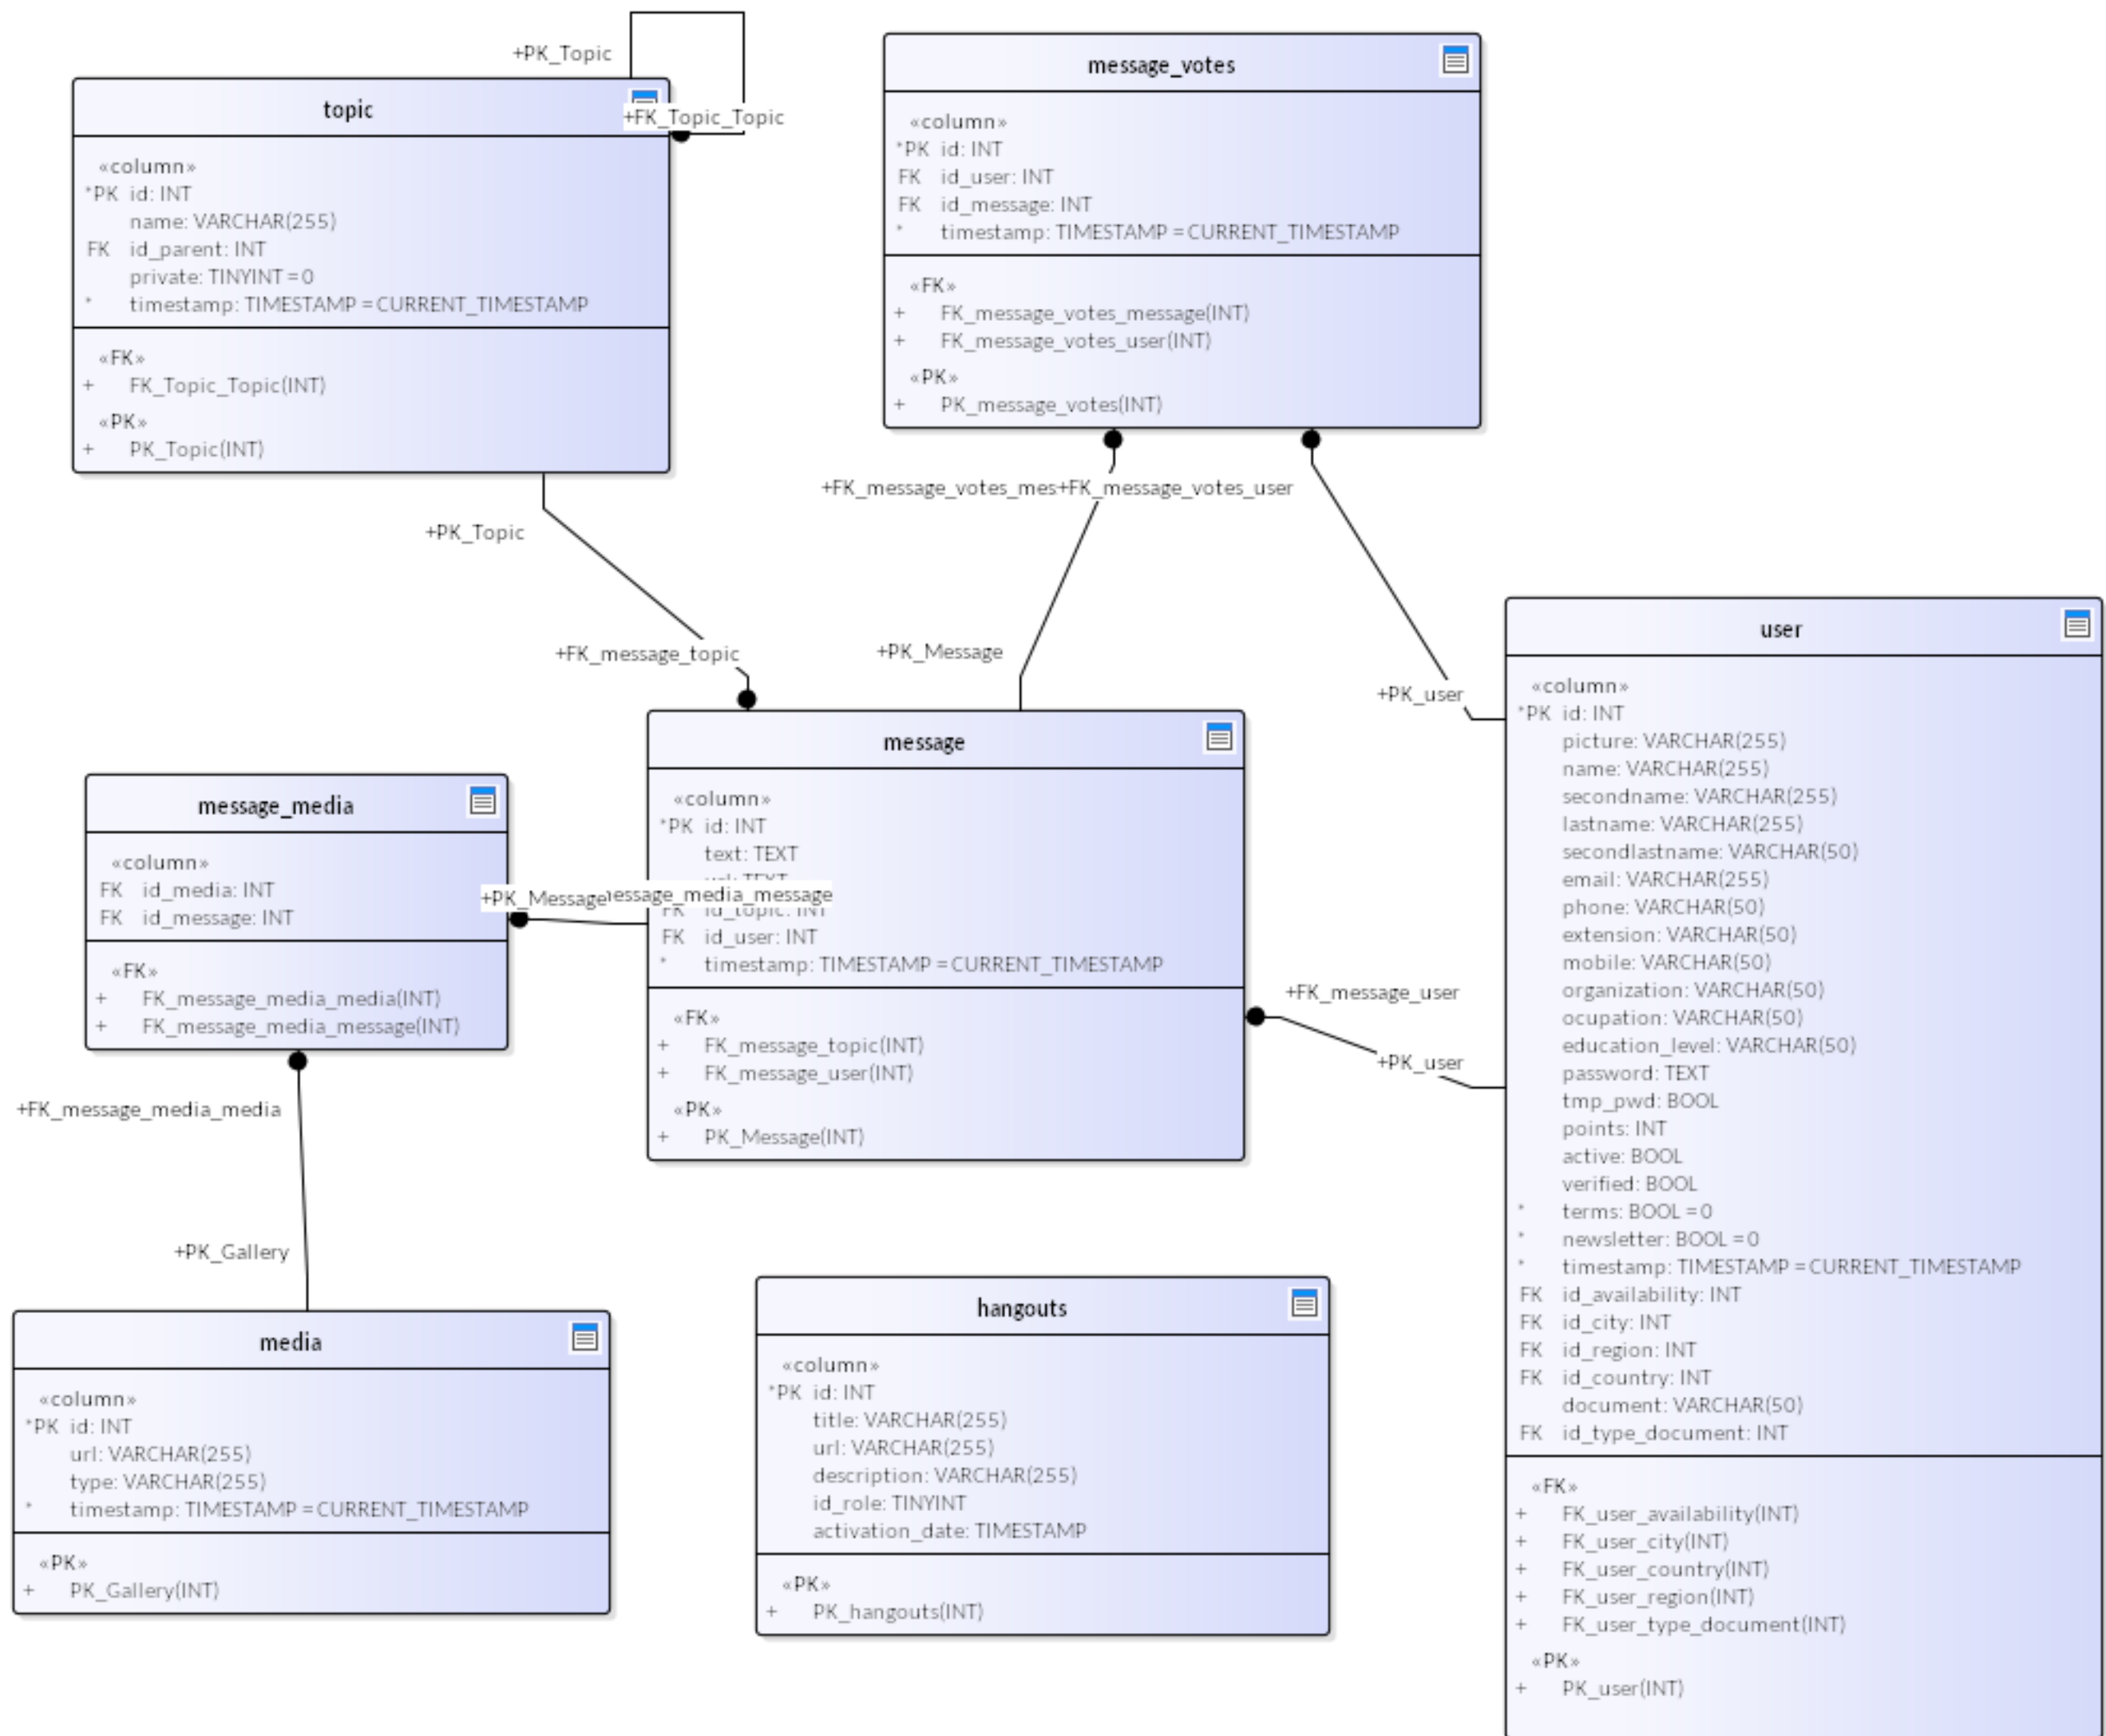 +PK_Topic
topic
+FK_Topic_Topic
«column»
*PK id: INT
name: VARCHAR(255)
FK id_parent: INT
private: TINYINT = 0
* timestamp: TIMESTAMP = CURRENT_TIMESTAMP
«FK»
+ FK_Topic_Topic(INT)
«PK»
+ PK_Topic(INT)
message_votes
«column»
*PK id: INT
FK id_user: INT
FK id_message: INT
* timestamp: TIMESTAMP = CURRENT_TIMESTAMP
«FK»
+ FK_message_votes_message(INT)
+ FK_message_votes_user(INT)
«PK»
+ PK_message_votes(INT)
+FK_message_votes_mes+FK_message_votes_user
+PK_Topic
+FK_message_topic
+PK_Message
+PK_user
message
«column»
*PK id: INT
text: TEXT
FK id_topic: INT
FK id_user: INT
* timestamp: TIMESTAMP = CURRENT_TIMESTAMP
«FK»
+ FK_message_topic(INT)
+ FK_message_user(INT)
«PK»
+ PK_Message(INT)
message_media
«column»
FK id_media: INT
FK id_message: INT
«FK»
+ FK_message_media_media(INT)
+ FK_message_media_message(INT)
+PK_Message
essage_media_message
+FK_message_user
+PK_user
+FK_message_media_media
+PK_Gallery
media
«column»
*PK id: INT
url: VARCHAR(255)
type: VARCHAR(255)
* timestamp: TIMESTAMP = CURRENT_TIMESTAMP
«PK»
+ PK_Gallery(INT)
hangouts
«column»
*PK id: INT
title: VARCHAR(255)
url: VARCHAR(255)
description: VARCHAR(255)
id_role: TINYINT
activation_date: TIMESTAMP
«PK»
+ PK_hangouts(INT)
user
«column»
*PK id: INT
picture: VARCHAR(255)
name: VARCHAR(255)
secondname: VARCHAR(255)
lastname: VARCHAR(255)
secondlastname: VARCHAR(50)
email: VARCHAR(255)
phone: VARCHAR(50)
extension: VARCHAR(50)
mobile: VARCHAR(50)
organization: VARCHAR(50)
ocupation: VARCHAR(50)
education_level: VARCHAR(50)
password: TEXT
tmp_pwd: BOOL
points: INT
active: BOOL
verified: BOOL
* terms: BOOL = 0
* newsletter: BOOL = 0
* timestamp: TIMESTAMP = CURRENT_TIMESTAMP
FK id_availability: INT
FK id_city: INT
FK id_region: INT
FK id_country: INT
document: VARCHAR(50)
FK id_type_document: INT
«FK»
+ FK_user_availability(INT)
+ FK_user_city(INT)
+ FK_user_country(INT)
+ FK_user_region(INT)
+ FK_user_type_document(INT)
«PK»
+ PK_user(INT)